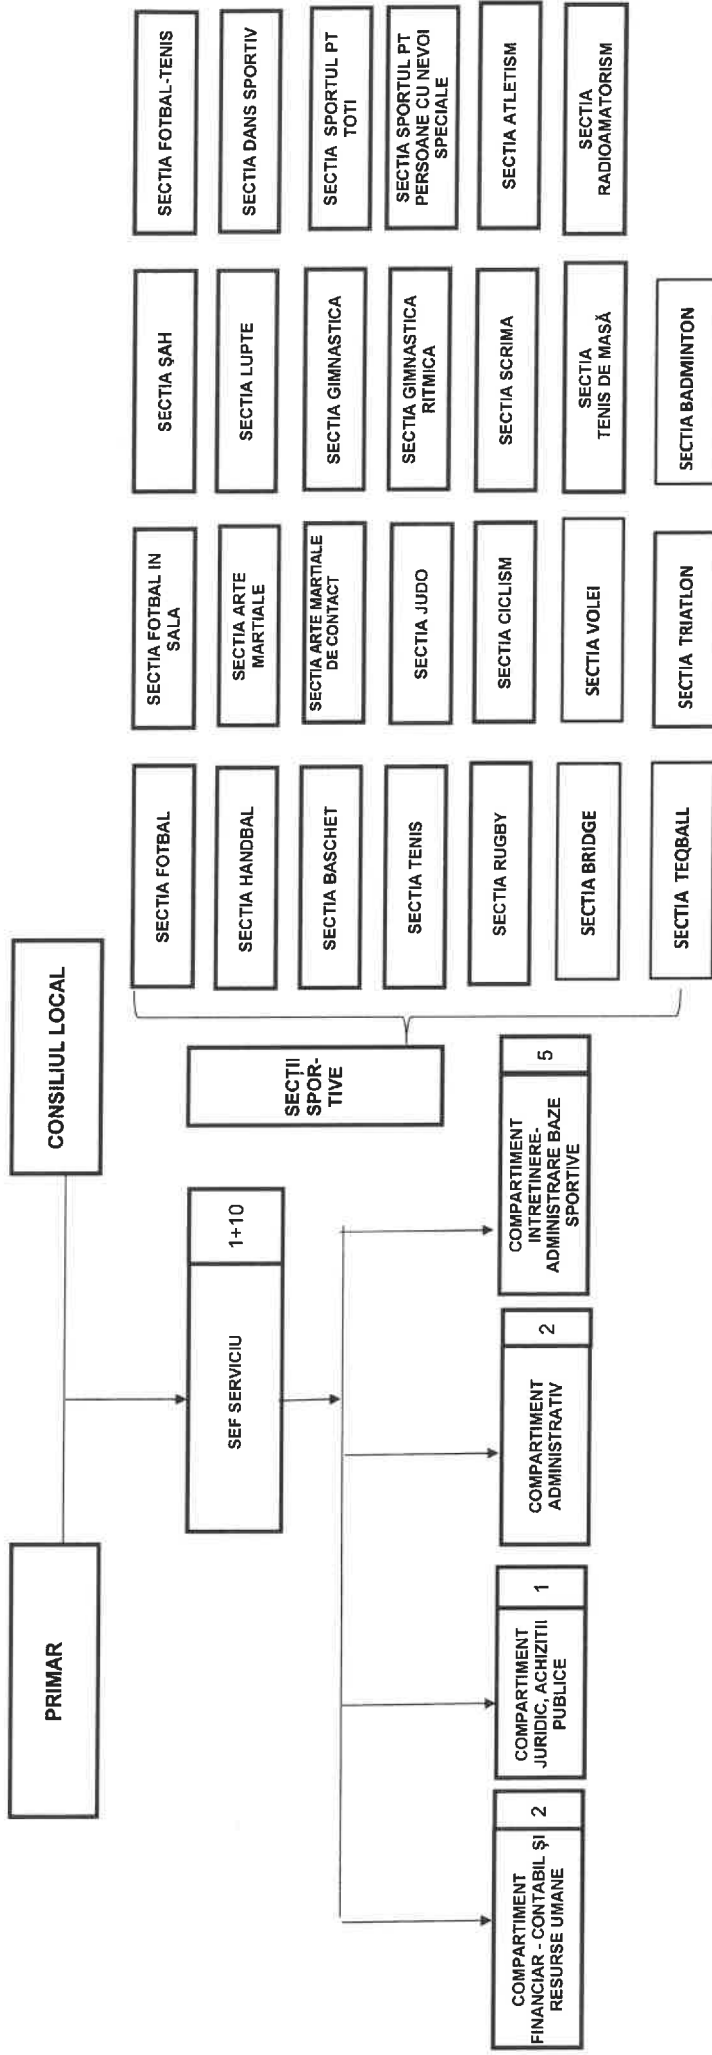 PRIMAR
CONSILIUL LOCAL
SEF SERVICIU
1+10
COMPARTIMENT
FINANCIAR - CONTABIL ȘI
RESURSE UMANE
2
COMPARTIMENT
JURIDIC, ACHIZITII
PUBLICE
1
COMPARTIMENT
ADMINISTRATIV
2
COMPARTIMENT
INTRETINERE-
ADMINISTRARE BAZE
SPORTIVE
5
SECȚII
SPOR-
TIVE
SECTIA FOTBAL
SECTIA HANDBAL
SECTIA BASCHET
SECTIA TENIS
SECTIA RUGBY
SECTIA BRIDGE
SECTIA TEQBALL
SECTIA FOTBAL IN
SALA
SECTIA ARTE
MARTIALE
SECTIA ARTE MARTIALE
DE CONTACT
SECTIA JUDO
SECTIA CICLISM
SECTIA VOLEI
SECTIA TRIATLON
SECTIA ȘAH
SECTIA LUPTE
SECTIA GIMNASTICA
SECTIA GIMNASTICA
RITMICA
SECTIA SCRIMA
SECTIA
TENIS DE MASĂ
SECTIA BADMINTON
SECTIA FOTBAL-TENIS
SECTIA DANS SPORTIV
SECTIA SPORTUL PT
TOTI
SECTIA SPORTUL PT
PERSOANE CU NEVOI
SPECIALE
SECTIA ATLETISM
SECTIA
RADIOAMATORISM